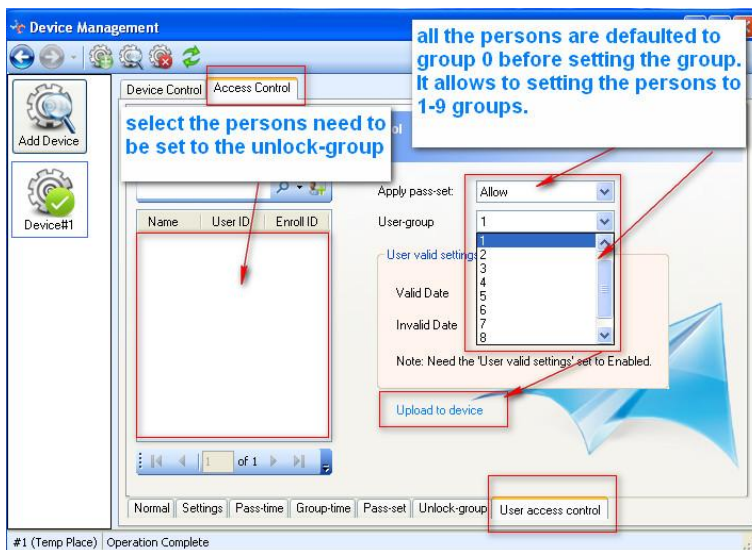 Device Management
all the persons are defaulted to
group 0 before setting the group.
It allows to setting the persons to
1-9 groups.
Device Control
Access Control
select the persons need to
be set to the unlock-group
Add Device
Device#1
Apply pass-set:
Allow
Name
User ID
Enroll ID
User-group
1
1
2
3
4
5
6
7
8
User valid settings
Valid Date
Invalid Date
Note: Need the 'User valid settings' set to Enabled.
Upload to device
1
of 1
Normal
Settings
Pass-time
Group-time
Pass-set
Unlock-group
User access control
#1 (Temp Place)
Operation Complete